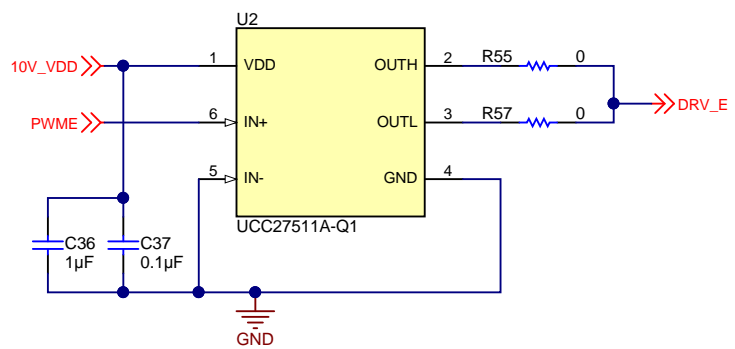 U2
10V_VDD
1
VDD
OUTH
2
R55
0
PWME
6
IN+
OUTL
3
R57
0
DRV_E
5
IN-
GND
4
UCC27511A-Q1
C36
1µF
C37
0.1µF
GND